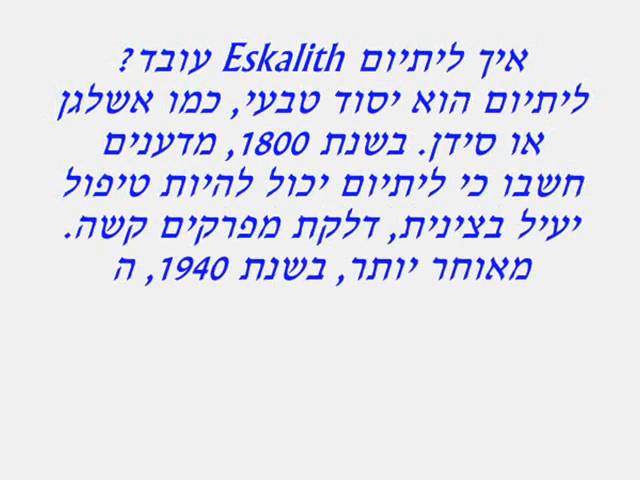 איך ליתיום Eskalith עובד?
ליתיום הוא יסוד טבעי, כמו אשלגן
או סידן. בשנת 1800, מדענים
חשבו כי ליתיום יכול להיות טיפול
יעיל בצינית, דלקת מפרקים קשה.
מאוחר יותר, בשנת 1940, ה